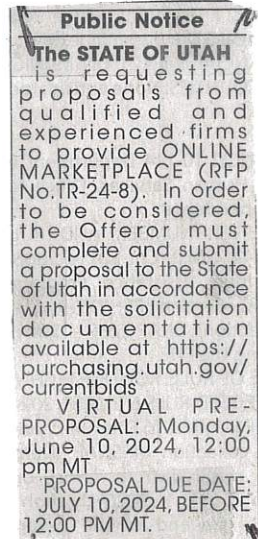 Public Notice
The STATE OF UTAH
is requesting
proposals from
qualified and
experienced firms
to provide ONLINE
MARKETPLACE (RFP
No.TR-24-8). In order
to be considered,
the Offeror must
complete and submit
a proposal to the State
of Utah in accordance
with the solicitation
documentation
available at https://
purchasing.utah.gov/
currentbids
VIRTUAL PRE-
PROPOSAL: Monday,
June 10, 2024, 12:00
pm MT
PROPOSAL DUE DATE:
JULY 10, 2024, BEFORE
12:00 PM MT.